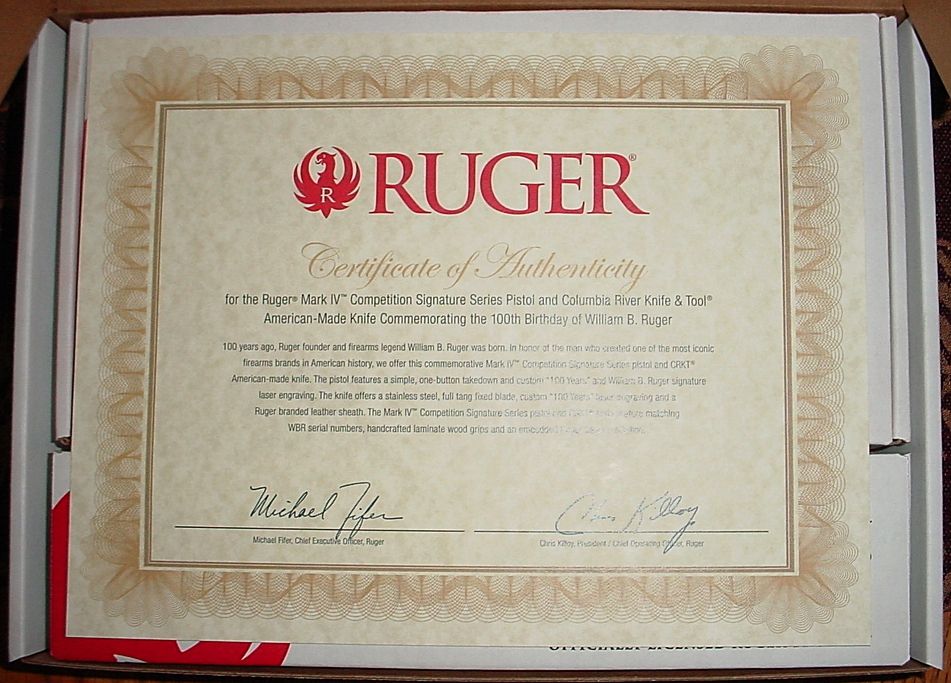 R RUGER®
Certificate of Authenticity
for the Ruger® Mark IV™ Competition Signature Series Pistol and Columbia River Knife & Tool®
American-Made Knife Commemorating the 100th Birthday of William B. Ruger
100 years ago, Ruger founder and firearms legend William B. Ruger was born. In honor of the man who created one of the most iconic
firearms brands in American history, we offer this commemorative Mark IV™ Competition Signature Series pistol and CRKT®
American-made knife. The pistol features a simple, one-button takedown and custom "100 Years" and William B. Ruger signature
laser engraving. The knife offers a stainless steel, full tang fixed blade, custom "100 Years" laser engraving and a
Ruger branded leather sheath. The Mark IV™ Competition Signature Series pistol and CRKT® knife feature matching
WBR serial numbers, handcrafted laminate wood grips and an embedded
Michael Fifer Chris Killoy
Michael Fifer, Chief Executive Officer, Ruger Chris Killoy, President / Chief Operating Officer, Ruger
OFFICIALLY LICENSED